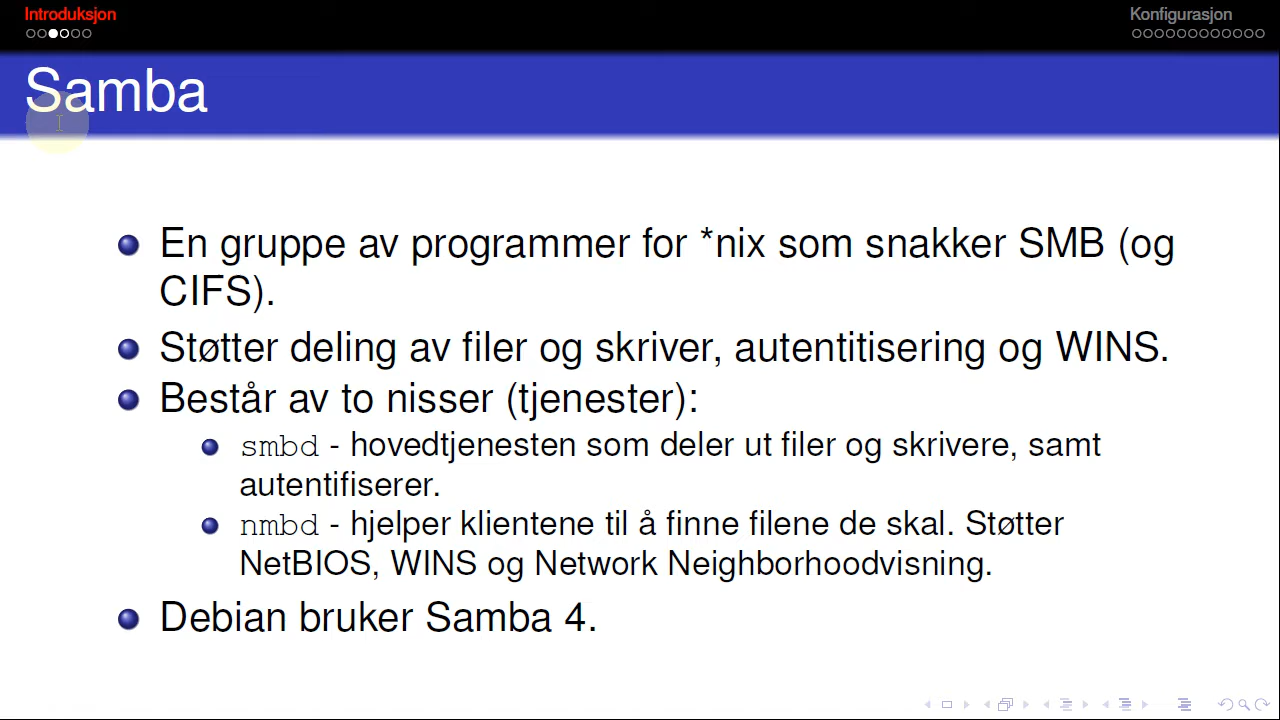 Introduksjon
Konfigurasjon
Samba
En gruppe av programmer for *nix som snakker SMB (og
CIFS).
Støtter deling av filer og skriver, autentitisering og WINS.
Består av to nisser (tjenester):
smbd - hovedtjenesten som deler ut filer og skrivere, samt
autentifiserer.
nmbd - hjelper klientene til å finne filene de skal. Støtter
NetBIOS, WINS og Network Neighborhoodvisning.
Debian bruker Samba 4.